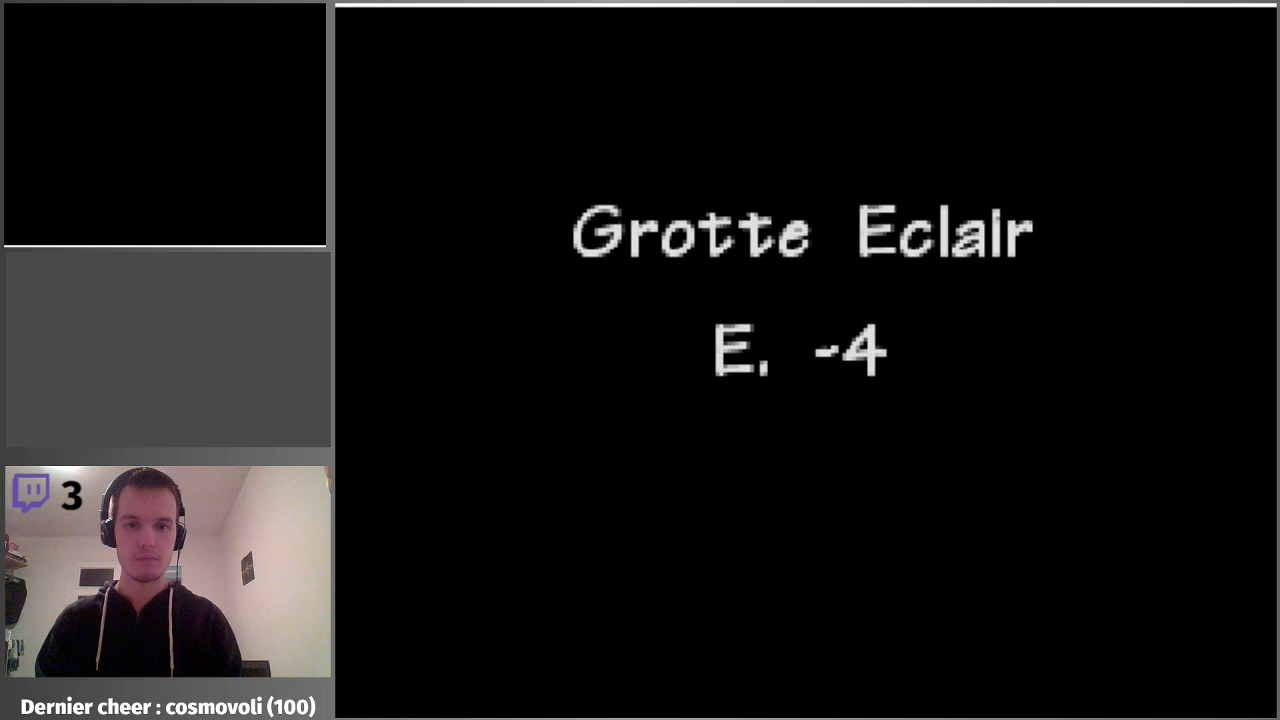 Grotte Eclair
E. -4
3
Dernier cheer : cosmovoli (100)